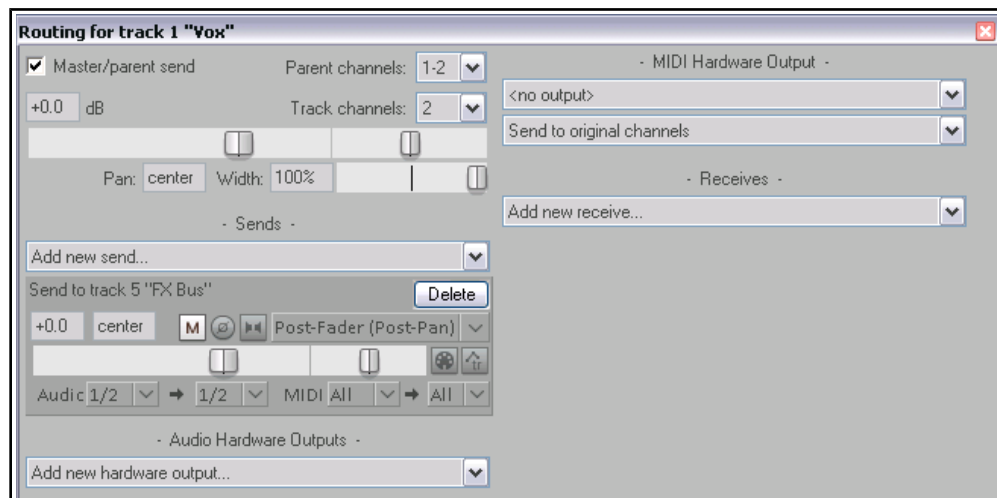 Routing for track 1 "Vox"
Master/parent send
Parent channels: 1-2
+0.0 dB
Track channels: 2
Pan: center Width: 100%
- Sends -
Add new send...
Send to track 5 "FX Bus"
Delete
+0.0 center M Post-Fader (Post-Pan)
Audio 1/2 → 1/2 MIDI All → All
- Audio Hardware Outputs -
Add new hardware output...
- MIDI Hardware Output -
<no output>
Send to original channels
- Receives -
Add new receive...